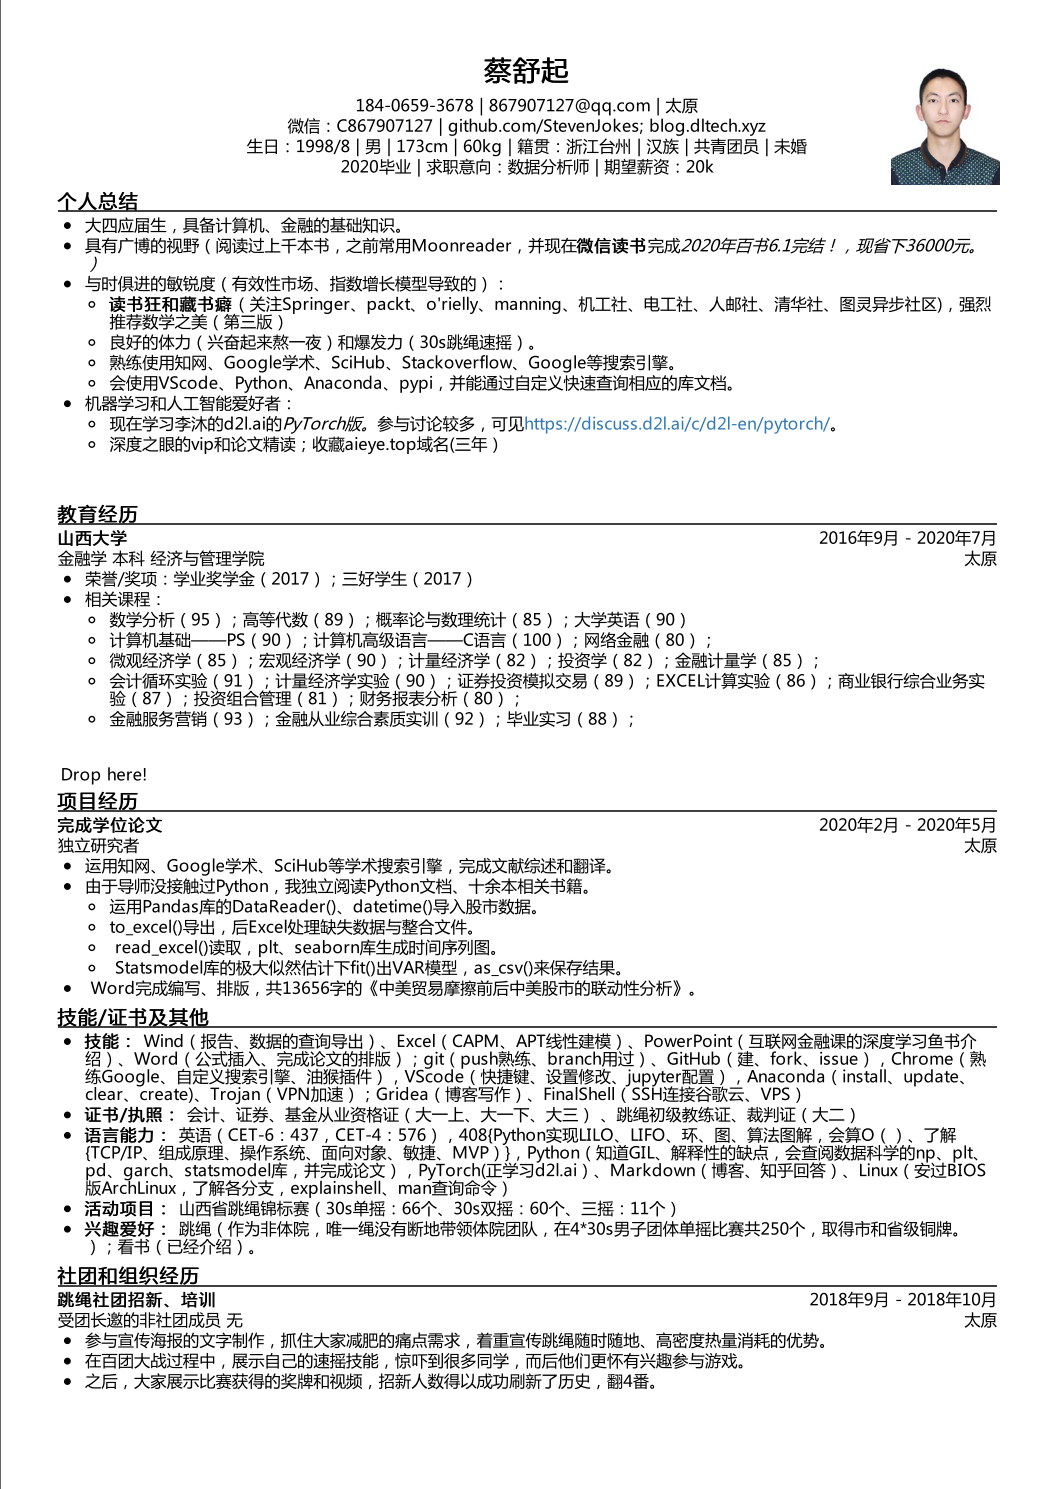 蔡舒起
184-0659-3678 | 867907127@qq.com | 太原
微信：C867907127 | github.com/StevenJokes; blog.dltech.xyz
生日：1998/8 | 男 | 173cm | 60kg | 籍贯：浙江台州 | 汉族 | 共青团员 | 未婚
2020毕业 | 求职意向：数据分析师 | 期望薪资：20k
个人总结
大四应届生，具备计算机、金融的基础知识。
具有广博的视野（阅读过上千本书，之前常用Moonreader，并现在微信读书完成2020年百书6.1完结！，现省下36000元。
）
与时俱进的敏锐度（有效性市场、指数增长模型导致的）：
读书狂和藏书癖（关注Springer、packt、o'rielly、manning、机工社、电工社、人邮社、清华社、图灵异步社区)，强烈
推荐数学之美（第三版）
良好的体力（兴奋起来熬一夜）和爆发力（30s跳绳速摇）。
熟练使用知网、Google学术、SciHub、Stackoverflow、Google等搜索引擎。
会使用VScode、Python、Anaconda、pypi，并能通过自定义快速查询相应的库文档。
机器学习和人工智能爱好者：
现在学习李沐的d2l.ai的PyTorch版。参与讨论较多，可见https://discuss.d2l.ai/c/d2l-en/pytorch/。
深度之眼的vip和论文精读；收藏aieye.top域名(三年）
教育经历
山西大学 2016年9月 - 2020年7月
金融学 本科 经济与管理学院 太原
荣誉/奖项：学业奖学金（2017）；三好学生（2017）
相关课程：
数学分析（95）；高等代数（89）；概率论与数理统计（85）；大学英语（90）
计算机基础——PS（90）；计算机高级语言——C语言（100）；网络金融（80）；
微观经济学（85）；宏观经济学（90）；计量经济学（82）；投资学（82）；金融计量学（85）；
会计循环实验（91）；计量经济学实验（90）；证券投资模拟交易（89）；EXCEL计算实验（86）；商业银行综合业务实
验（87）；投资组合管理（81）；财务报表分析（80）；
金融服务营销（93）；金融从业综合素质实训（92）；毕业实习（88）；
Drop here!
项目经历
完成学位论文 2020年2月 - 2020年5月
独立研究者 太原
运用知网、Google学术、SciHub等学术搜索引擎，完成文献综述和翻译。
由于导师没接触过Python，我独立阅读Python文档、十余本相关书籍。
运用Pandas库的DataReader()、datetime()导入股市数据。
to_excel()导出，后Excel处理缺失数据与整合文件。
read_excel()读取，plt、seaborn库生成时间序列图。
Statsmodel库的极大似然估计下fit()出VAR模型，as_csv()来保存结果。
Word完成编写、排版，共13656字的《中美贸易摩擦前后中美股市的联动性分析》。
技能/证书及其他
技能： Wind（报告、数据的查询导出）、Excel（CAPM、APT线性建模）、PowerPoint（互联网金融课的深度学习鱼书介
绍）、Word（公式插入、完成论文的排版）；git（push熟练、branch用过）、GitHub（建、fork、issue），Chrome（熟
练Google、自定义搜索引擎、油猴插件），VScode（快捷键、设置修改、jupyter配置），Anaconda（install、update、
clear、create)、Trojan（VPN加速）；Gridea（博客写作）、FinalShell（SSH连接谷歌云、VPS）
证书/执照： 会计、证券、基金从业资格证（大一上、大一下、大三） 、跳绳初级教练证、裁判证（大二）
语言能力： 英语（CET-6：437，CET-4：576），408{Python实现LILO、LIFO、环、图、算法图解，会算O（ ）、了解
{TCP/IP、组成原理、操作系统、面向对象、敏捷、MVP）}，Python（知道GIL、解释性的缺点，会查阅数据科学的np、plt、
pd、garch、statsmodel库，并完成论文），PyTorch(正学习d2l.ai）、Markdown（博客、知乎回答）、Linux（安过BIOS
版ArchLinux，了解各分支，explainshell、man查询命令）
活动项目： 山西省跳绳锦标赛（30s单摇：66个、30s双摇：60个、三摇：11个）
兴趣爱好： 跳绳（作为非体院，唯一绳没有断地带领体院团队，在4*30s男子团体单摇比赛共250个，取得市和省级铜牌。
）；看书（已经介绍）。
社团和组织经历
跳绳社团招新、培训 2018年9月 - 2018年10月
受团长邀的非社团成员 无 太原
参与宣传海报的文字制作，抓住大家减肥的痛点需求，着重宣传跳绳随时随地、高密度热量消耗的优势。
在百团大战过程中，展示自己的速摇技能，惊吓到很多同学，而后他们更怀有兴趣参与游戏。
之后，大家展示比赛获得的奖牌和视频，招新人数得以成功刷新了历史，翻4番。